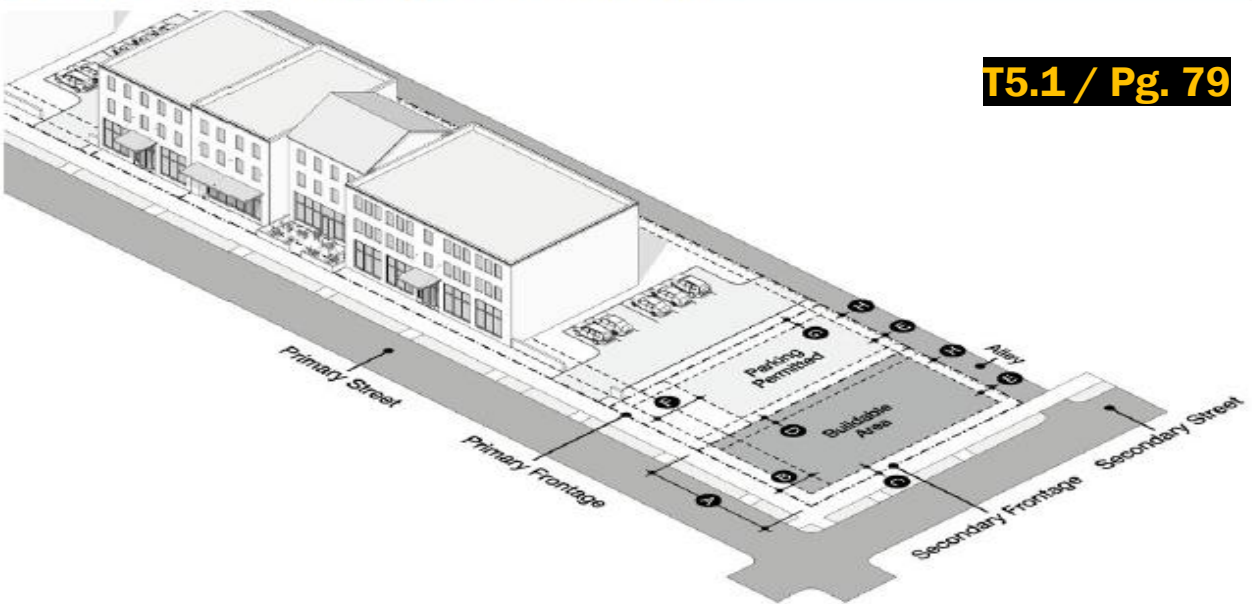 T5.1 / Pg. 79
H
G
E
Parking
Permitted
H
Alley
E
F
D
Buildable
Area
Primary Street
B
G
A
Primary Frontage
Secondary Frontage
Secondary Street